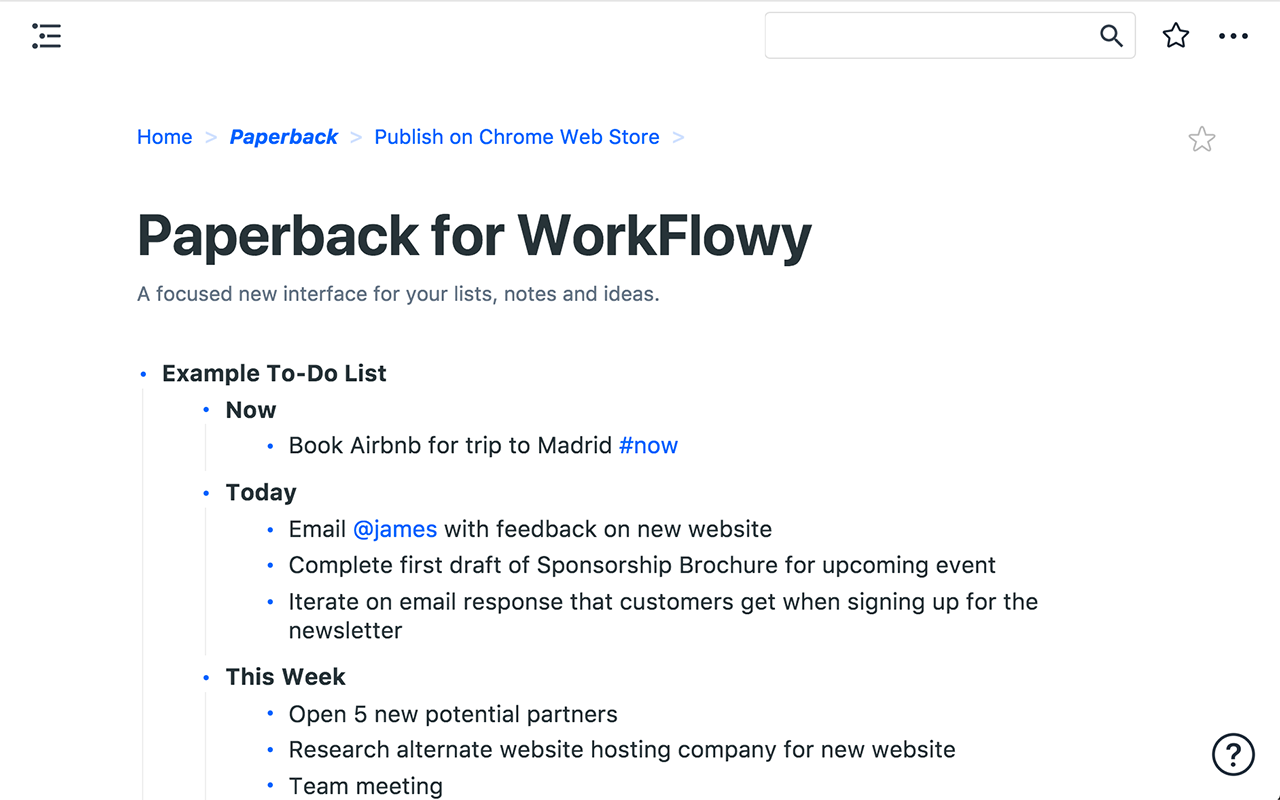 Home > Paperback > Publish on Chrome Web Store >
Paperback for WorkFlowy
A focused new interface for your lists, notes and ideas.
• Example To-Do List
• Now
• Book Airbnb for trip to Madrid #now
• Today
• Email @james with feedback on new website
• Complete first draft of Sponsorship Brochure for upcoming event
• Iterate on email response that customers get when signing up for the
newsletter
• This Week
• Open 5 new potential partners
• Research alternate website hosting company for new website
• Team meeting
?